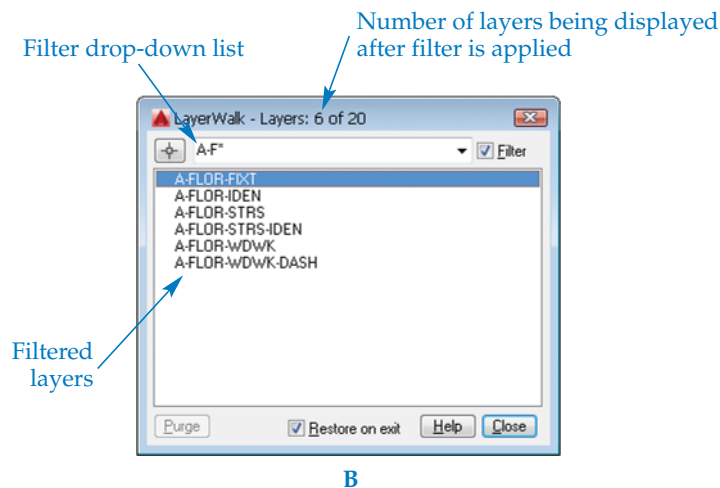 Number of layers being displayed
after filter is applied
Filter drop-down list
LayerWalk - Layers: 6 of 20
A-F*
Filter
A-FLOR-FIXT
A-FLOR-IDEN
A-FLOR-STRS
A-FLOR-STRS-IDEN
A-FLOR-WDWK
A-FLOR-WDWK-DASH
Filtered
layers
Purge
Restore on exit
Help
Close
B